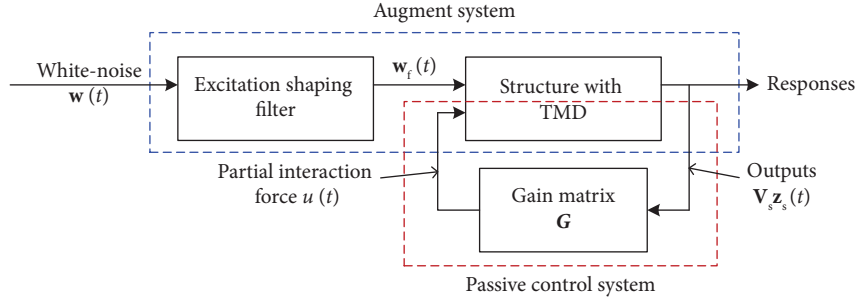 Augment system
White-noise
w (t)
Excitation shaping
filter
w_f (t)
Structure with
TMD
Responses
Partial interaction
force u (t)
Gain matrix
G
Outputs
V_s z_s (t)
Passive control system